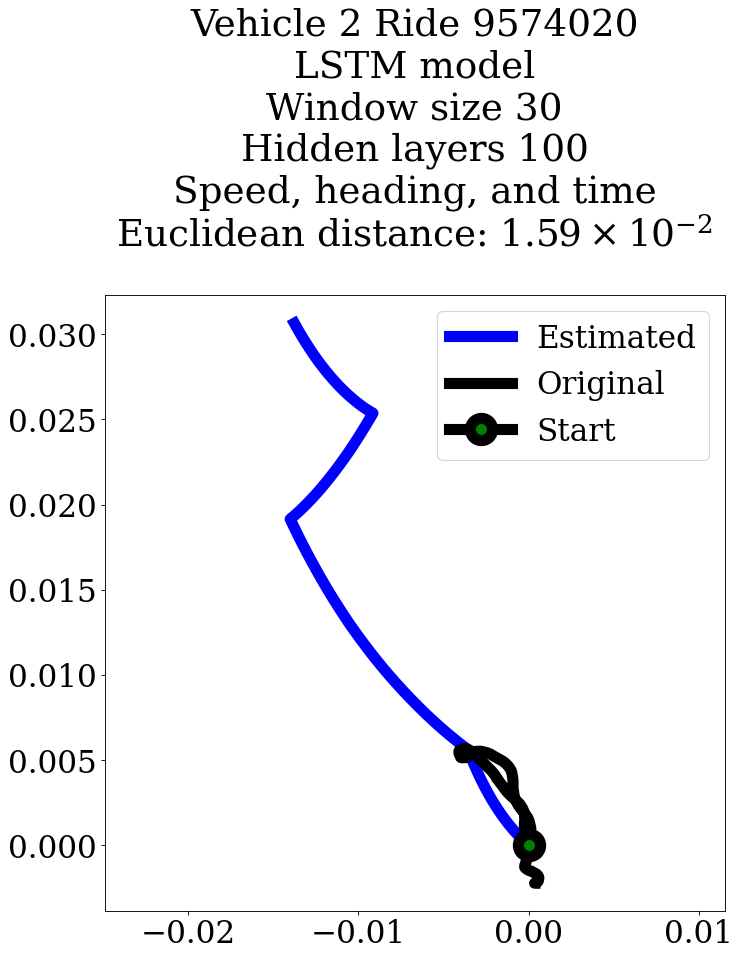 Vehicle 2 Ride 9574020
LSTM model
Window size 30
Hidden layers 100
Speed, heading, and time
Euclidean distance: 1.59 × 10⁻²
Estimated
Original
Start
0.030
0.025
0.020
0.015
0.010
0.005
0.000
−0.02 −0.01 0.00 0.01